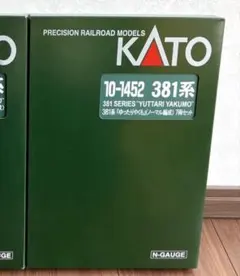 PRECISION RAILROAD MODELS
KATO
10-1452 381系
381 SERIES "YUTTARI YAKUMO"
381系「ゆったりやくも」(ノーマル編成) 7両セット
N-GAUGE